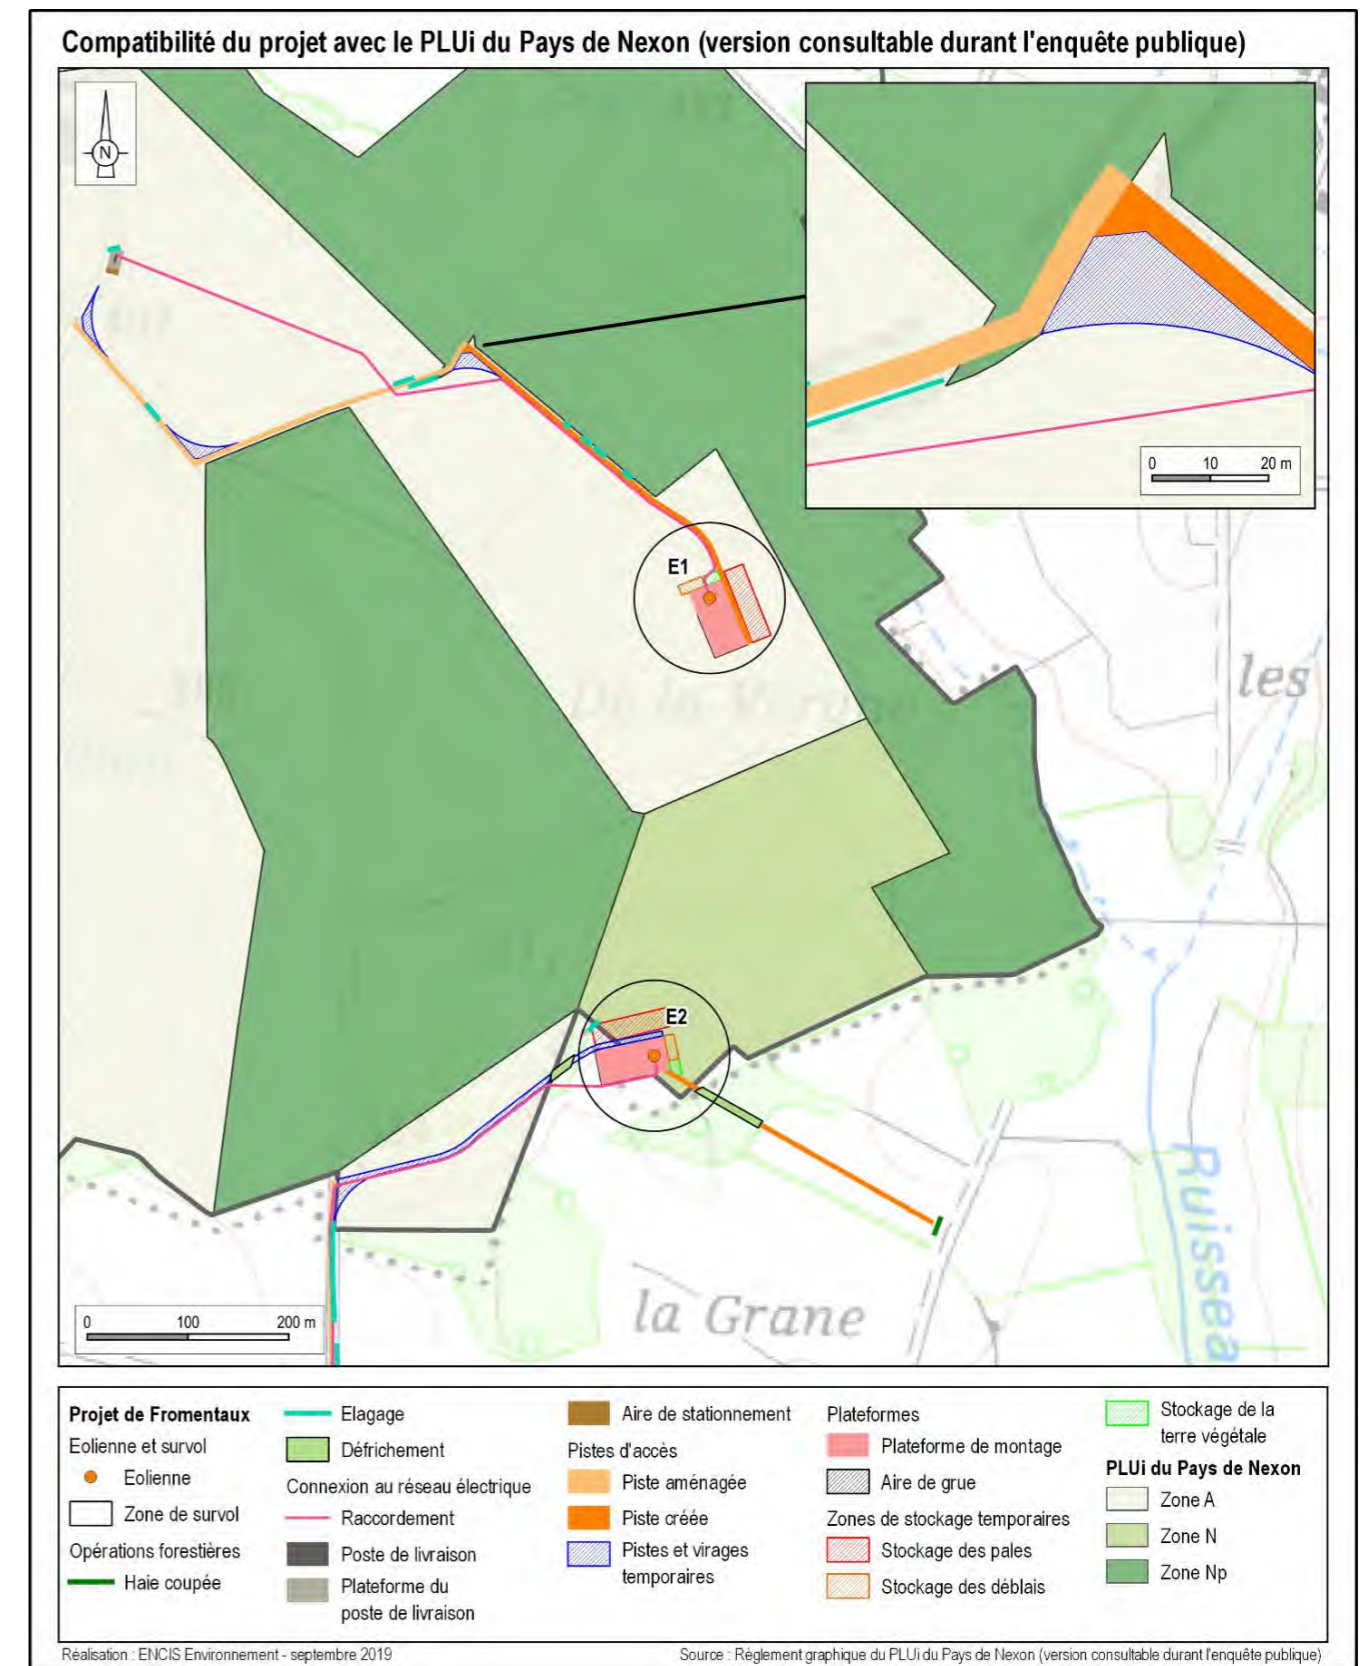 Compatibilité du projet avec le PLUi du Pays de Nexon (version consultable durant l'enquête publique)
N
0 10 20 m
E1
De la Vergne
les
E2
la Grane
Ruissea
0 100 200 m
Projet de Fromentaux
Eolienne et survol
Eolienne
Zone de survol
Opérations forestières
Haie coupée
Elagage
Défrichement
Connexion au réseau électrique
Raccordement
Poste de livraison
Plateforme du
poste de livraison
Aire de stationnement
Pistes d'accès
Piste aménagée
Piste créée
Pistes et virages
temporaires
Plateformes
Plateforme de montage
Aire de grue
Zones de stockage temporaires
Stockage des pales
Stockage des déblais
Stockage de la
terre végétale
PLUi du Pays de Nexon
Zone A
Zone N
Zone Np
Réalisation : ENCIS Environnement - septembre 2019
Source : Règlement graphique du PLUi du Pays de Nexon (version consultable durant l'enquête publique)